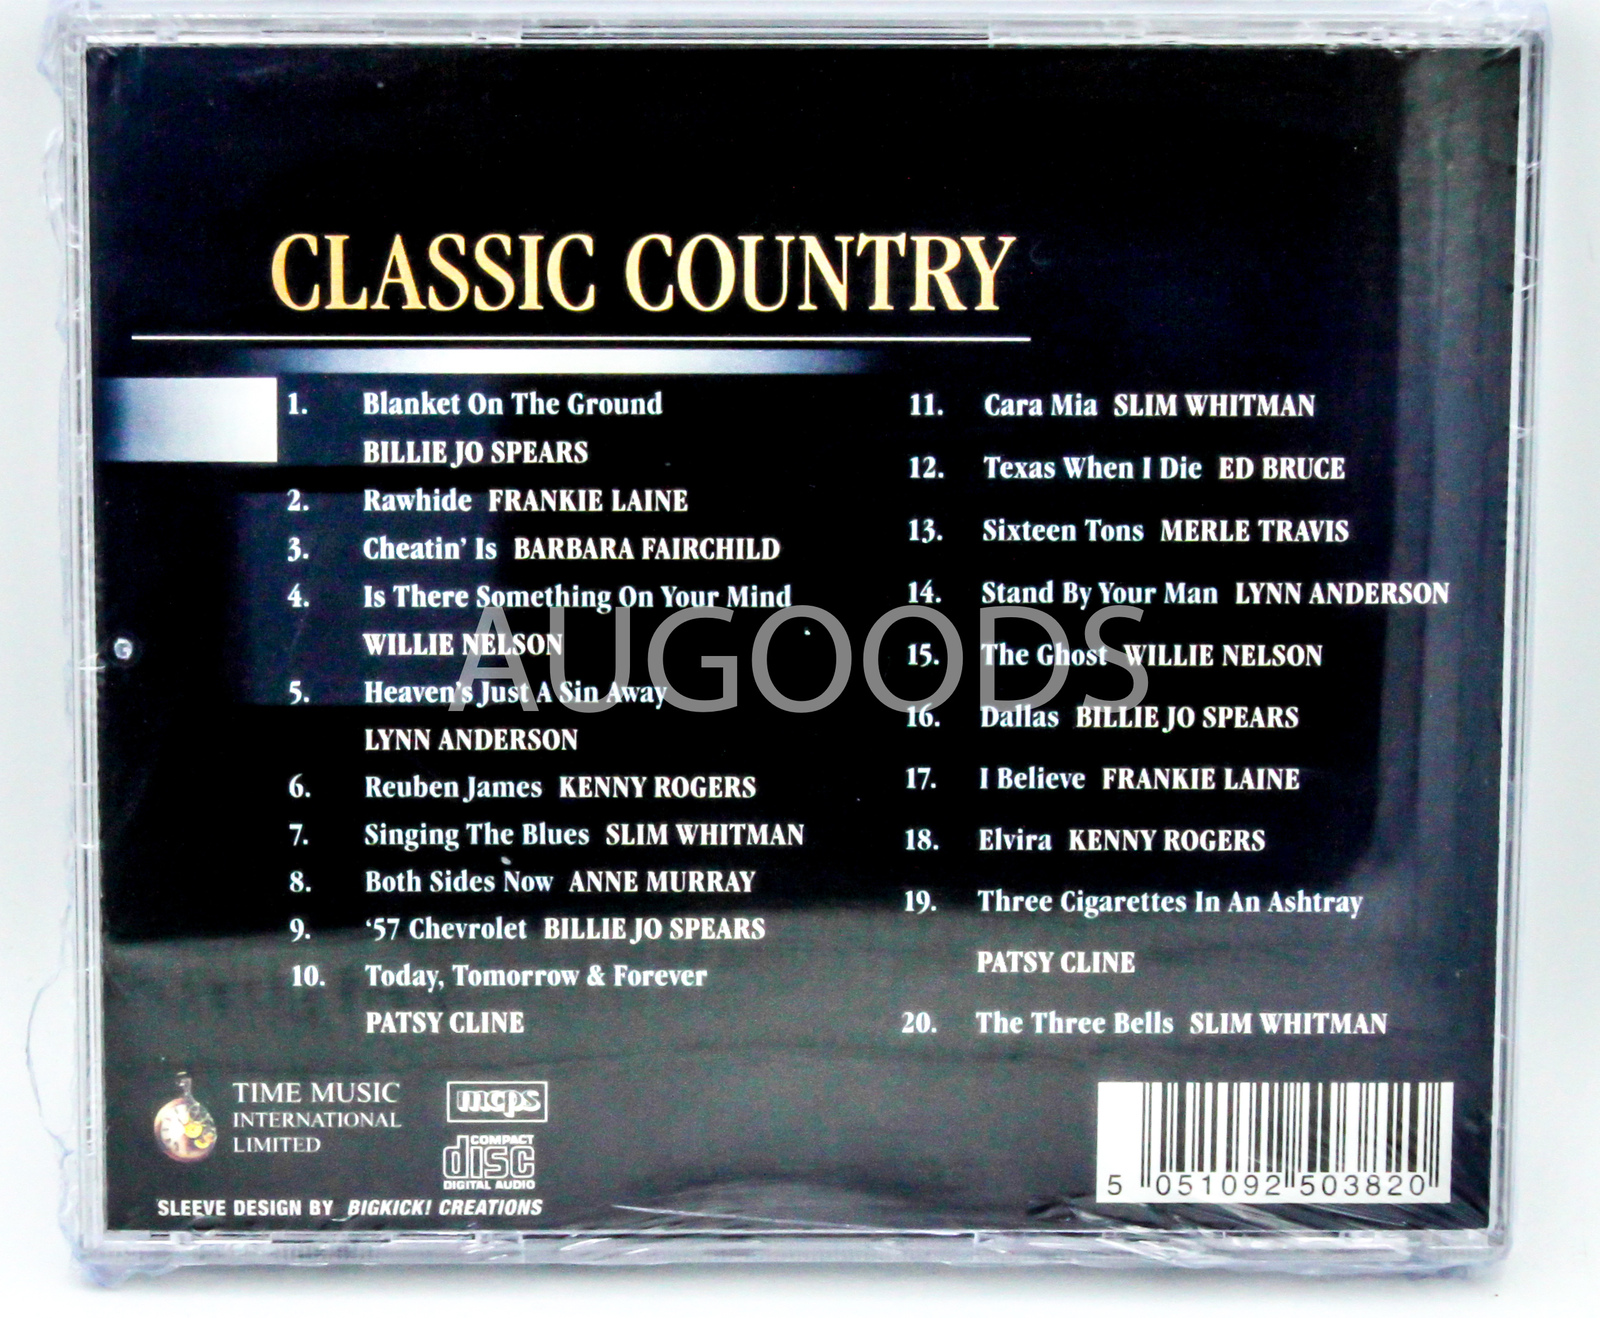 CLASSIC COUNTRY
1. Blanket On The Ground
BILLIE JO SPEARS
2. Rawhide FRANKIE LAINE
3. Cheatin' Is BARBARA FAIRCHILD
4. Is There Something On Your Mind
WILLIE NELSON
5. Heaven's Just A Sin Away
LYNN ANDERSON
6. Reuben James KENNY ROGERS
7. Singing The Blues SLIM WHITMAN
8. Both Sides Now ANNE MURRAY
9. '57 Chevrolet BILLIE JO SPEARS
10. Today, Tomorrow & Forever
PATSY CLINE
11. Cara Mia SLIM WHITMAN
12. Texas When I Die ED BRUCE
13. Sixteen Tons MERLE TRAVIS
14. Stand By Your Man LYNN ANDERSON
15. The Ghost WILLIE NELSON
16. Dallas BILLIE JO SPEARS
17. I Believe FRANKIE LAINE
18. Elvira KENNY ROGERS
19. Three Cigarettes In An Ashtray
PATSY CLINE
20. The Three Bells SLIM WHITMAN
AUGOODS
TIME MUSIC
INTERNATIONAL
LIMITED
mcps
COMPACT
disc
DIGITAL AUDIO
SLEEVE DESIGN BY BIGKICK! CREATIONS
5 051092 503820